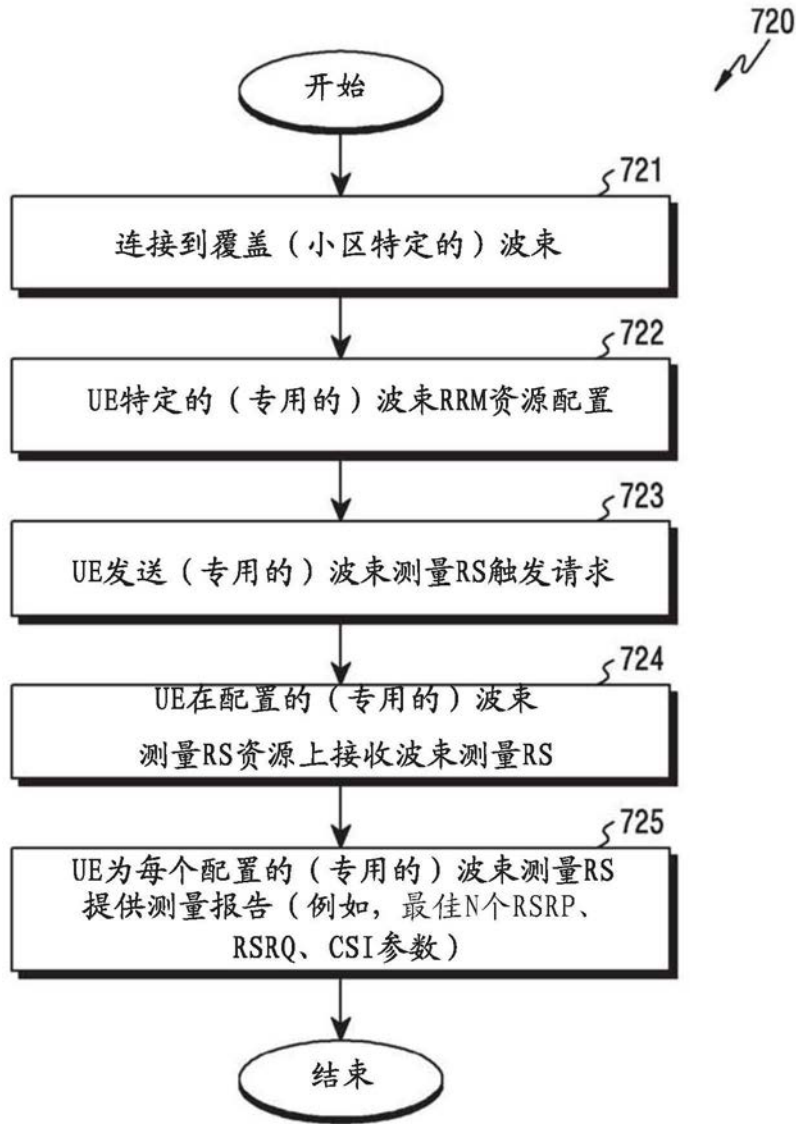 720
开始
721
连接到覆盖（小区特定的）波束
722
UE特定的（专用的）波束RRM资源配置
723
UE发送（专用的）波束测量RS触发请求
724
UE在配置的（专用的）波束
测量RS资源上接收波束测量RS
725
UE为每个配置的（专用的）波束测量RS
提供测量报告（例如，最佳N个RSRP、
RSRQ、CSI参数）
结束